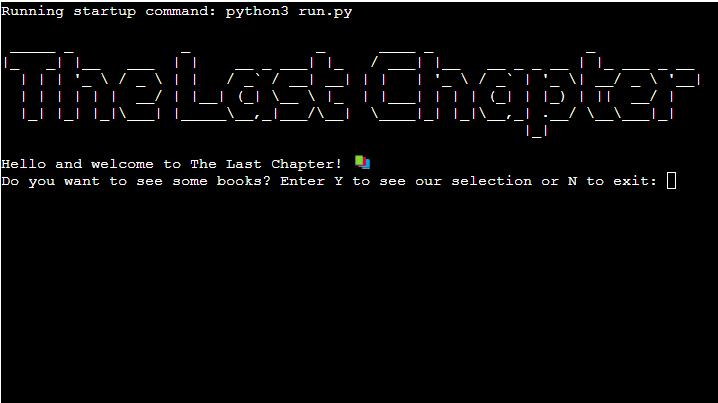 Running startup command: python3 run.py
The Last Chapter
Hello and welcome to The Last Chapter! 📚
Do you want to see some books? Enter Y to see our selection or N to exit: